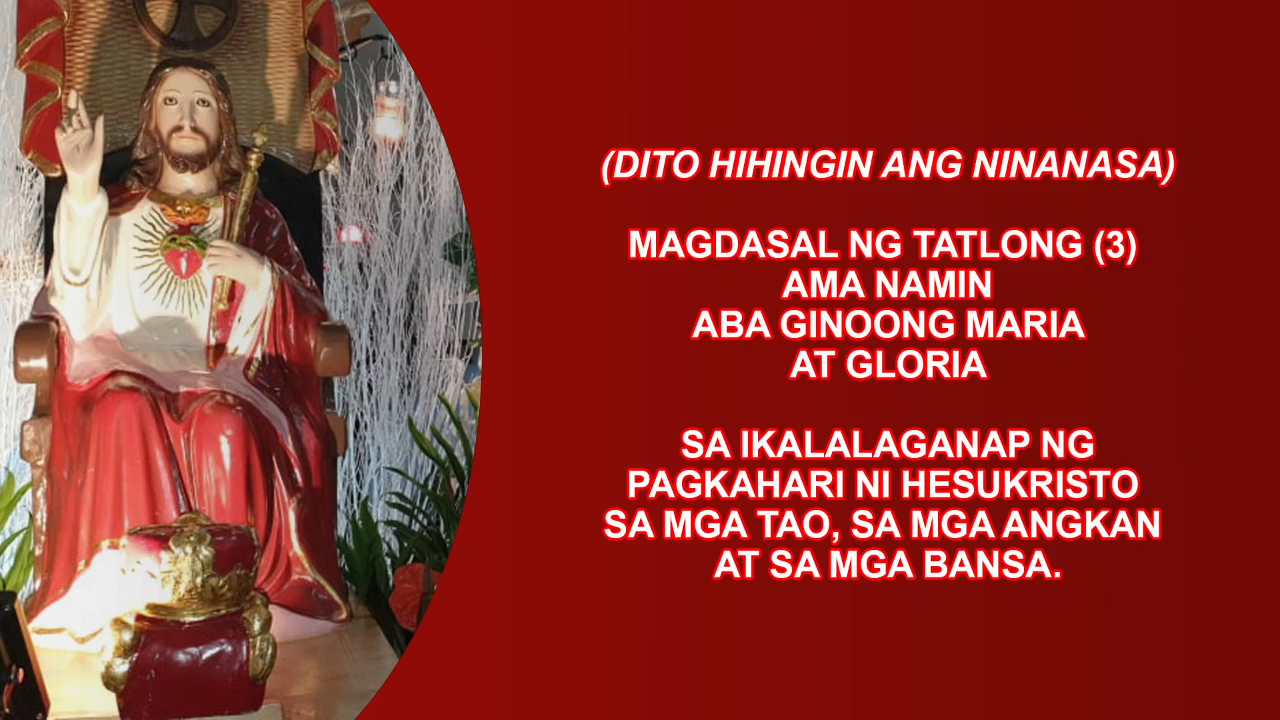 (DITO HIHINGIN ANG NINANASA)
MAGDASAL NG TATLONG (3)
AMA NAMIN
ABA GINOONG MARIA
AT GLORIA
SA IKALALAGANAP NG
PAGKAHARI NI HESUKRISTO
SA MGA TAO, SA MGA ANGKAN
AT SA MGA BANSA.